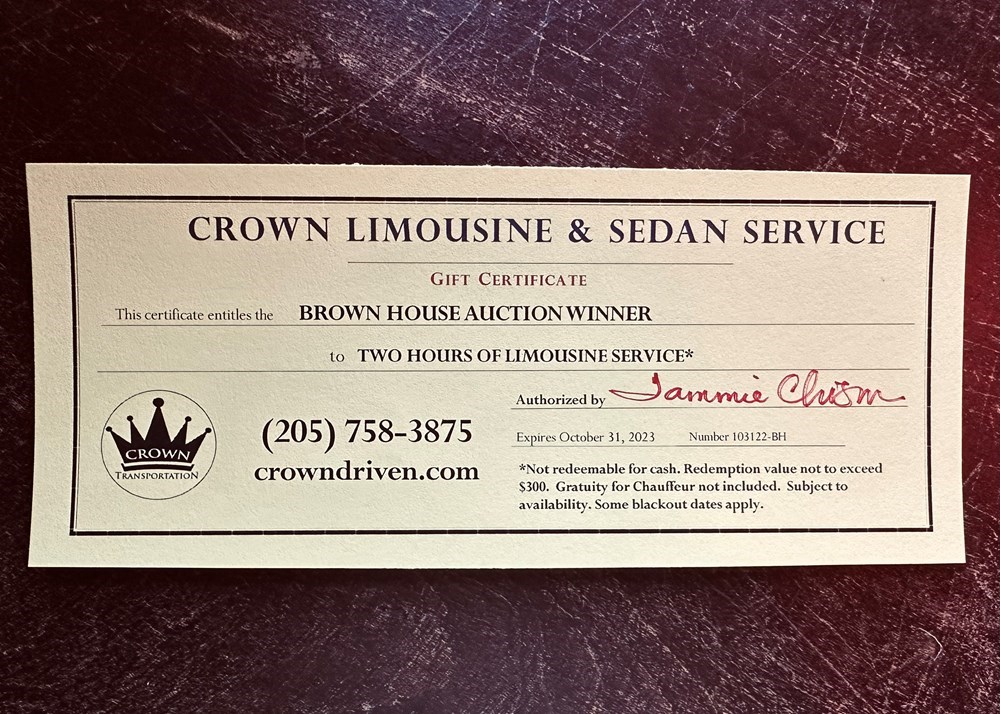 CROWN LIMOUSINE & SEDAN SERVICE
GIFT CERTIFICATE
This certificate entitles the BROWN HOUSE AUCTION WINNER
to TWO HOURS OF LIMOUSINE SERVICE*
Authorized by Tammie Chism
(205) 758-3875
crowndriven.com
CROWN
TRANSPORTATION
Expires October 31, 2023 Number 103122-BH
*Not redeemable for cash. Redemption value not to exceed
$300. Gratuity for Chauffeur not included. Subject to
availability. Some blackout dates apply.